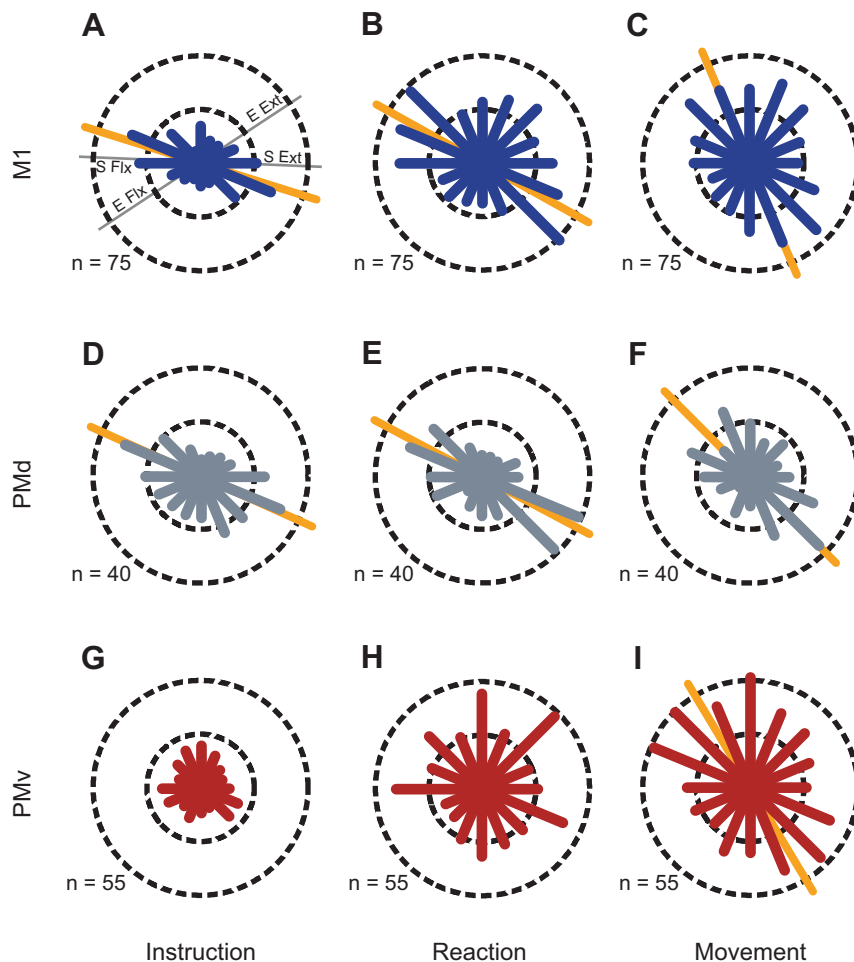 A
B
C
M1
E Ext
S Ext
S Flx
E Flx
n = 75
n = 75
n = 75
D
E
F
PMd
n = 40
n = 40
n = 40
G
H
I
PMv
n = 55
n = 55
n = 55
Instruction
Reaction
Movement